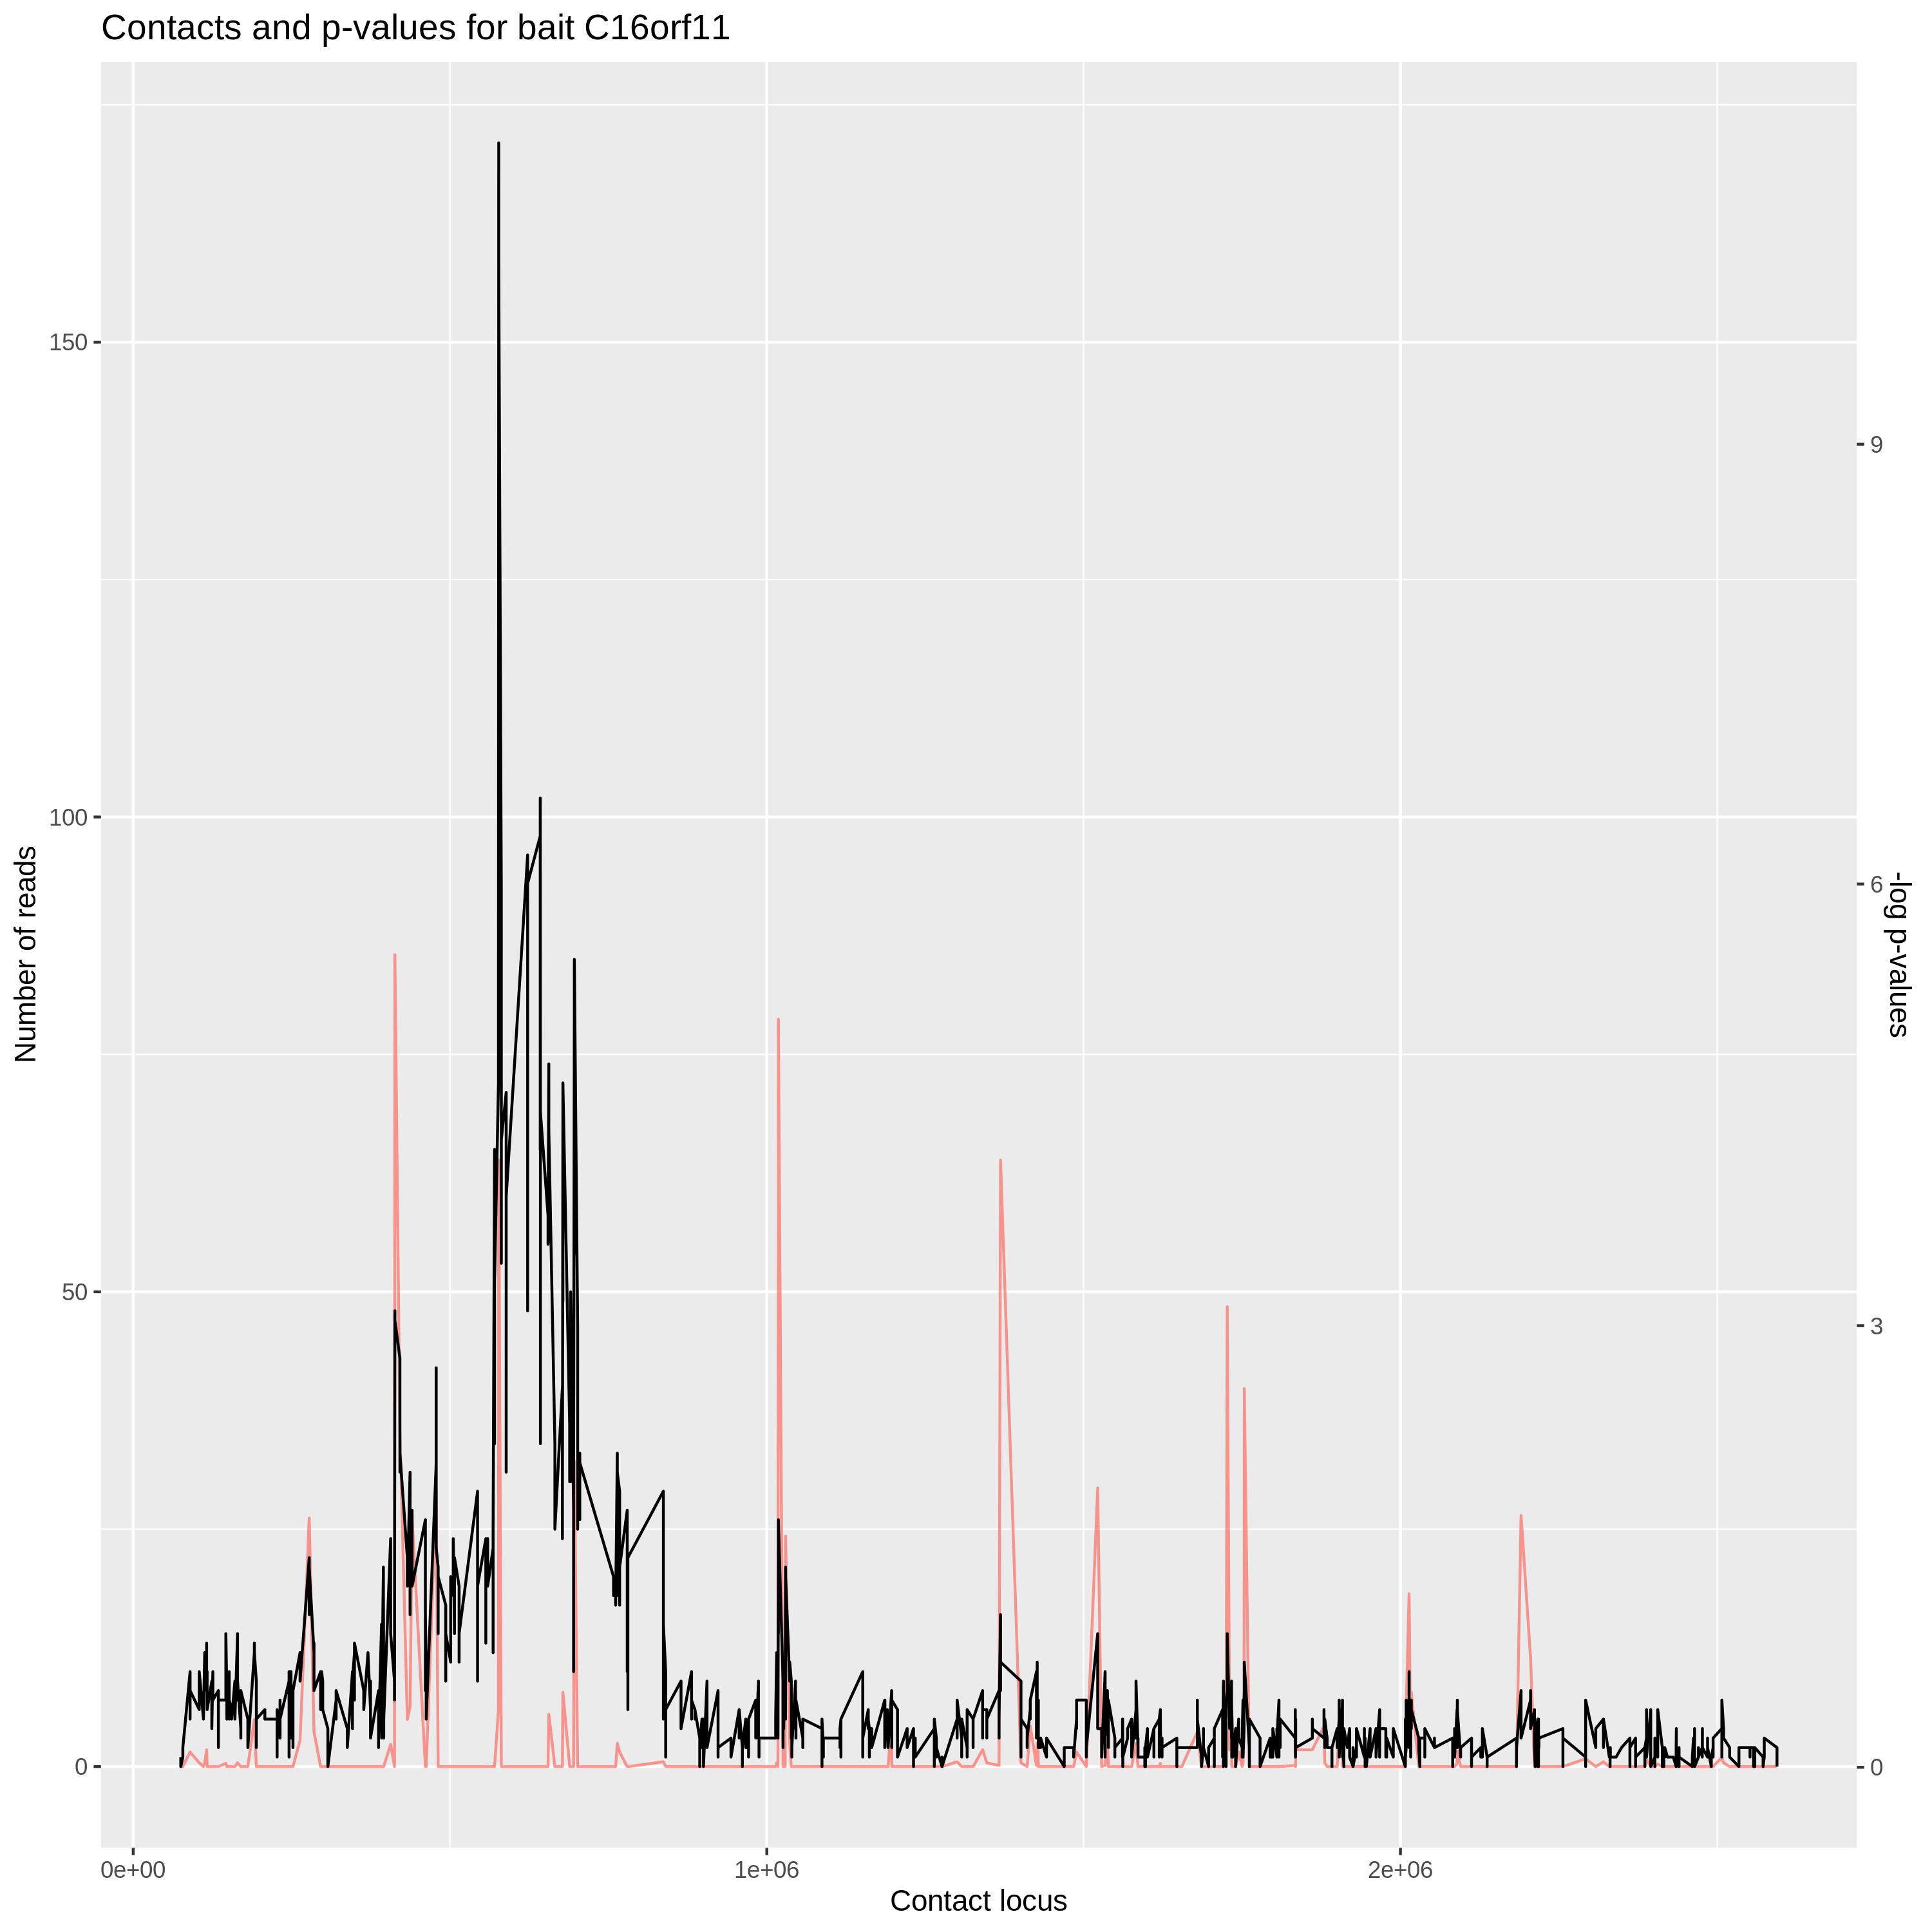 Contacts and p-values for bait C16orf11
Number of reads
150
100
50
0
9
6
3
0
-log p-values
0e+00
1e+06
2e+06
Contact locus